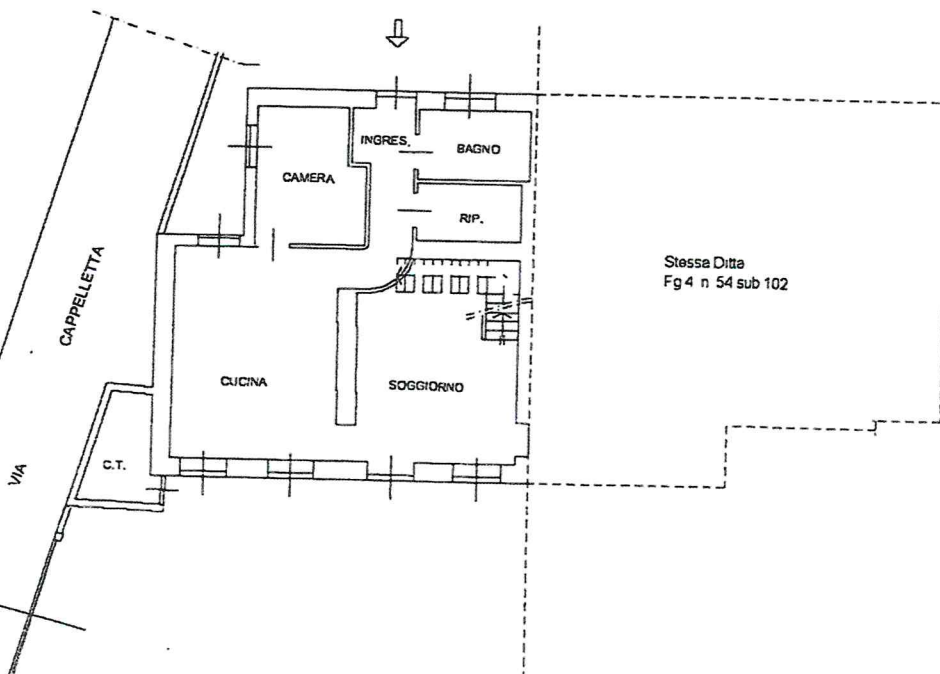 INGRES.
BAGNO
CAMERA
RIP.
Stessa Ditta
Fg 4 n 54 sub 102
VIA CAPPELLETTA
CUCINA
SOGGIORNO
C.T.